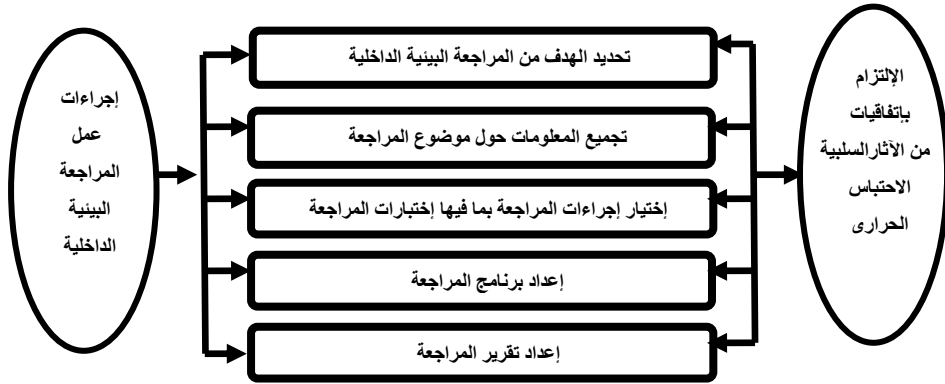 الإلتزام
بإتفاقيات
من الآثارالسلبية
الاحتباس
الحرارى
تحديد الهدف من المراجعة البيئية الداخلية
تجميع المعلومات حول موضوع المراجعة
إختيار إجراءات المراجعة بما فيها إختبارات المراجعة
إعداد برنامج المراجعة
إعداد تقرير المراجعة
إجراءات
عمل
المراجعة
البيئية
الداخلية